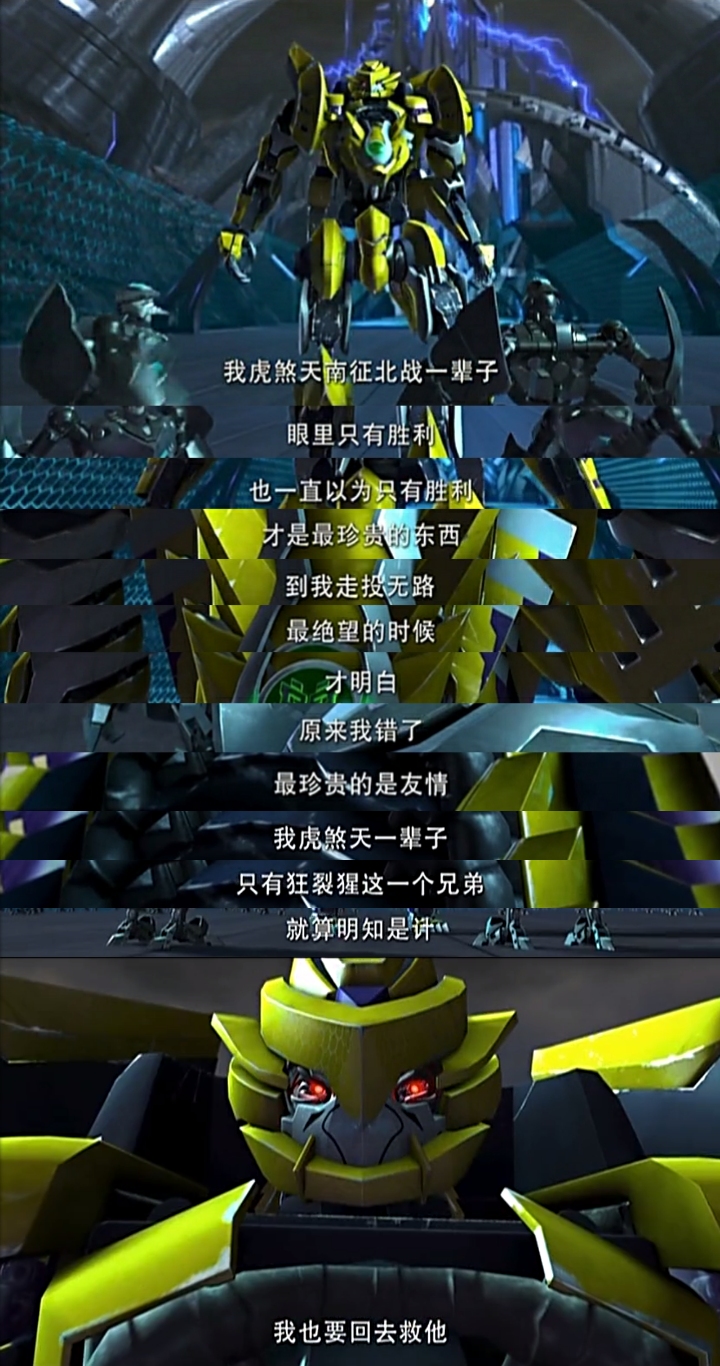 我虎煞天南征北战一辈子
眼里只有胜利
也一直以为只有胜利
才是最珍贵的东西
到我走投无路
最绝望的时候
才明白
原来我错了
最珍贵的是友情
我虎煞天一辈子
只有狂裂猩这一个兄弟
就算明知是计
我也要回去救他